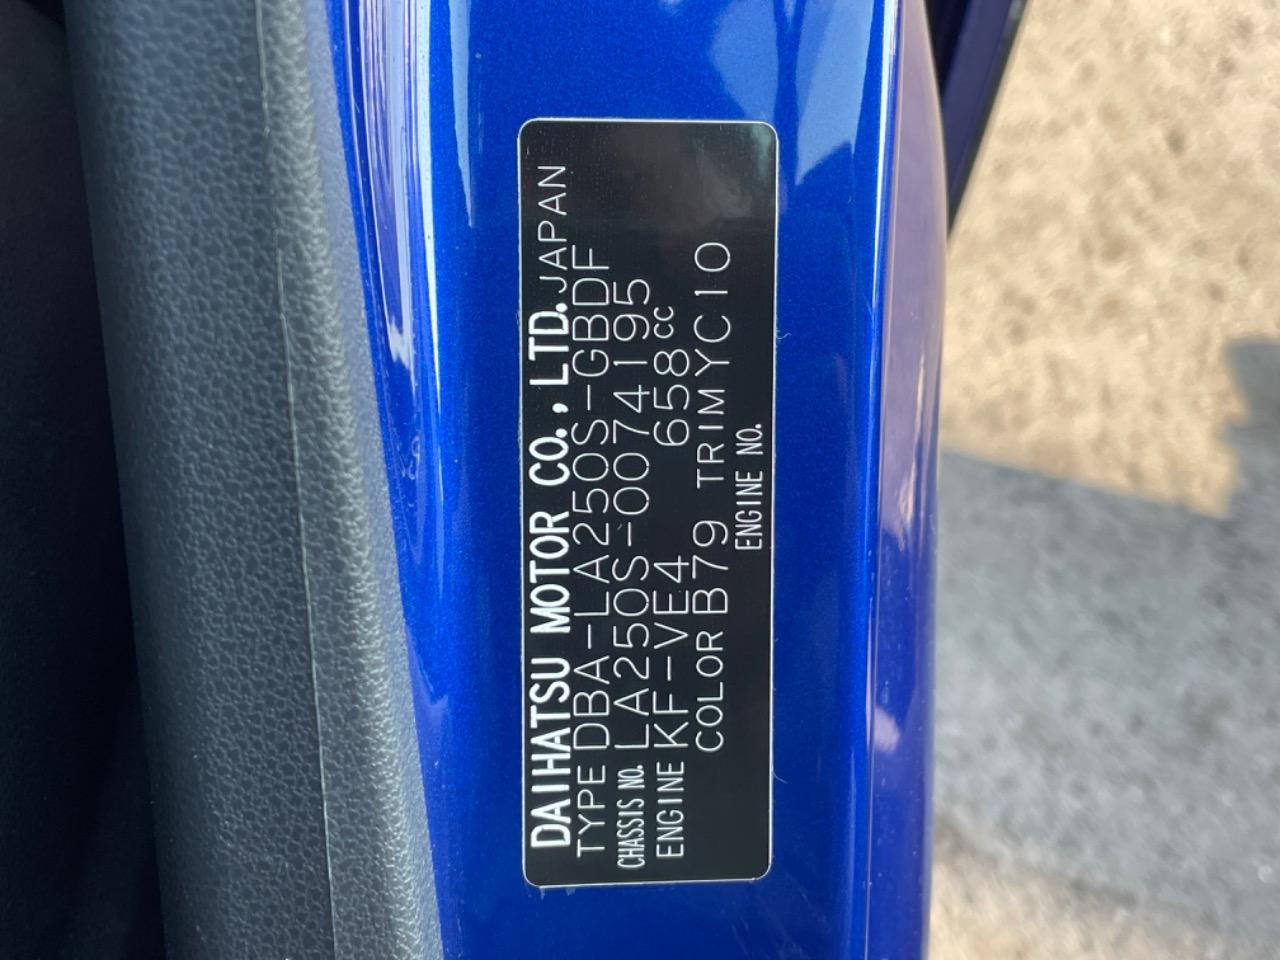 DAIHATSU MOTOR CO., LTD. JAPAN
TYPE DBA-LA250S-GBDF
CHASSIS NO. LA250S-0074195
ENGINE KF-VE4 658cc
COLOR B79 TRIM YC10
ENGINE NO.